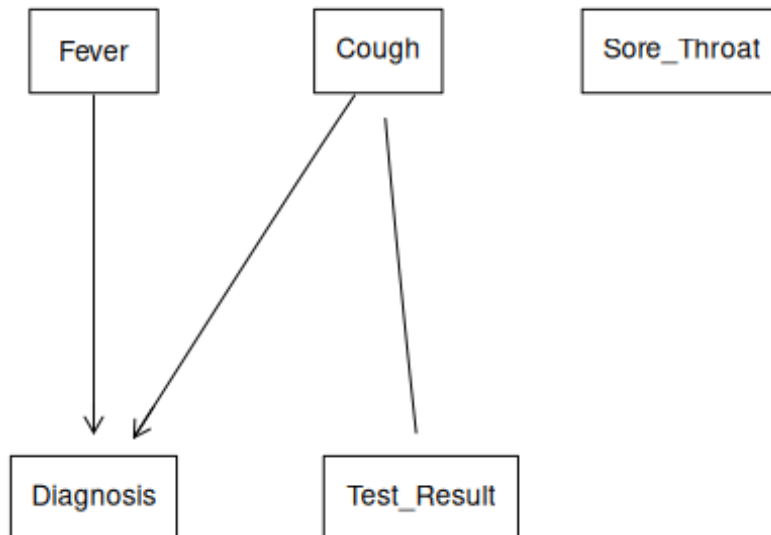 Fever
Cough
Sore_Throat
Diagnosis
Test_Result